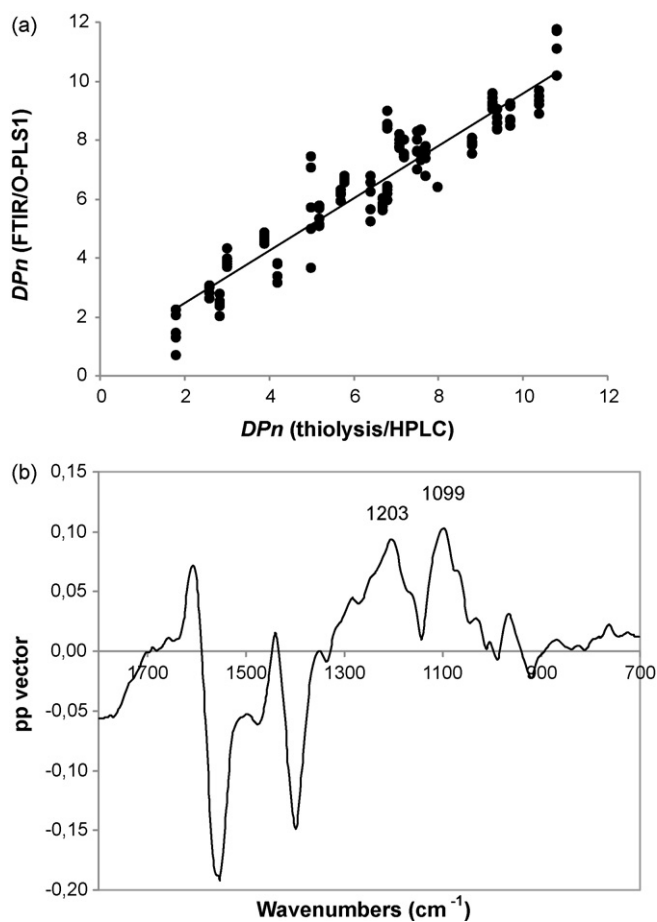 (a)
12
10
8
6
4
2
0
DPn (FTIR/O-PLS1)
0 2 4 6 8 10 12
DPn (thiolysis/HPLC)
(b)
0,15
0,10
0,05
0,00
-0,05
-0,10
-0,15
-0,20
pp vector
1203 1099
1700 1500 1300 1100 900 700
Wavenumbers (cm⁻¹)